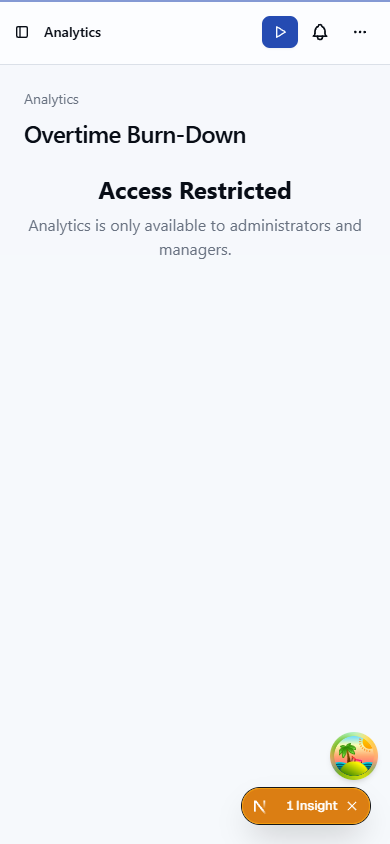 Analytics
Analytics
Overtime Burn-Down
Access Restricted
Analytics is only available to administrators and
managers.
1 Insight